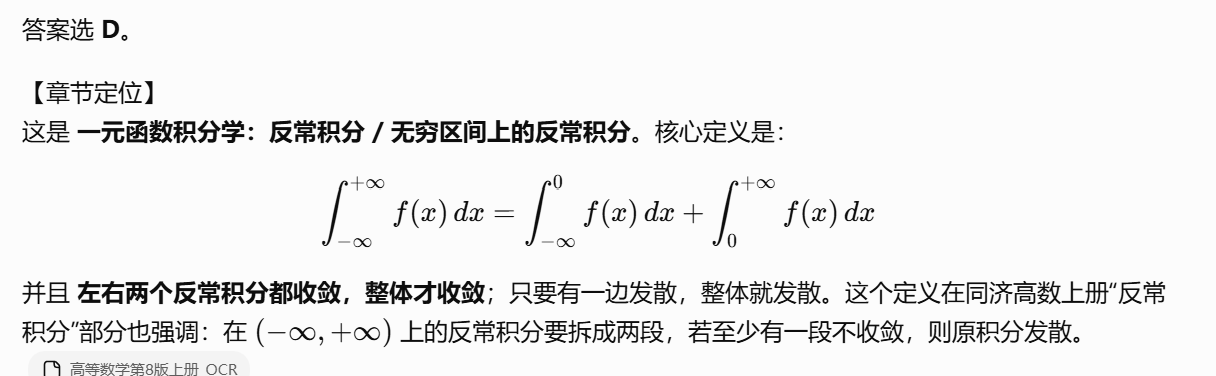 答案选 D。
【章节定位】
这是 一元函数积分学：反常积分 / 无穷区间上的反常积分。核心定义是：
∫_{-∞}^{+∞} f(x) dx = ∫_{-∞}^{0} f(x) dx + ∫_{0}^{+∞} f(x) dx
并且 左右两个反常积分都收敛，整体才收敛；只要有一边发散，整体就发散。这个定义在同济高数上册“反常
积分”部分也强调：在 (−∞, +∞) 上的反常积分要拆成两段，若至少有一段不收敛，则原积分发散。
高等数学第8版上册_OCR